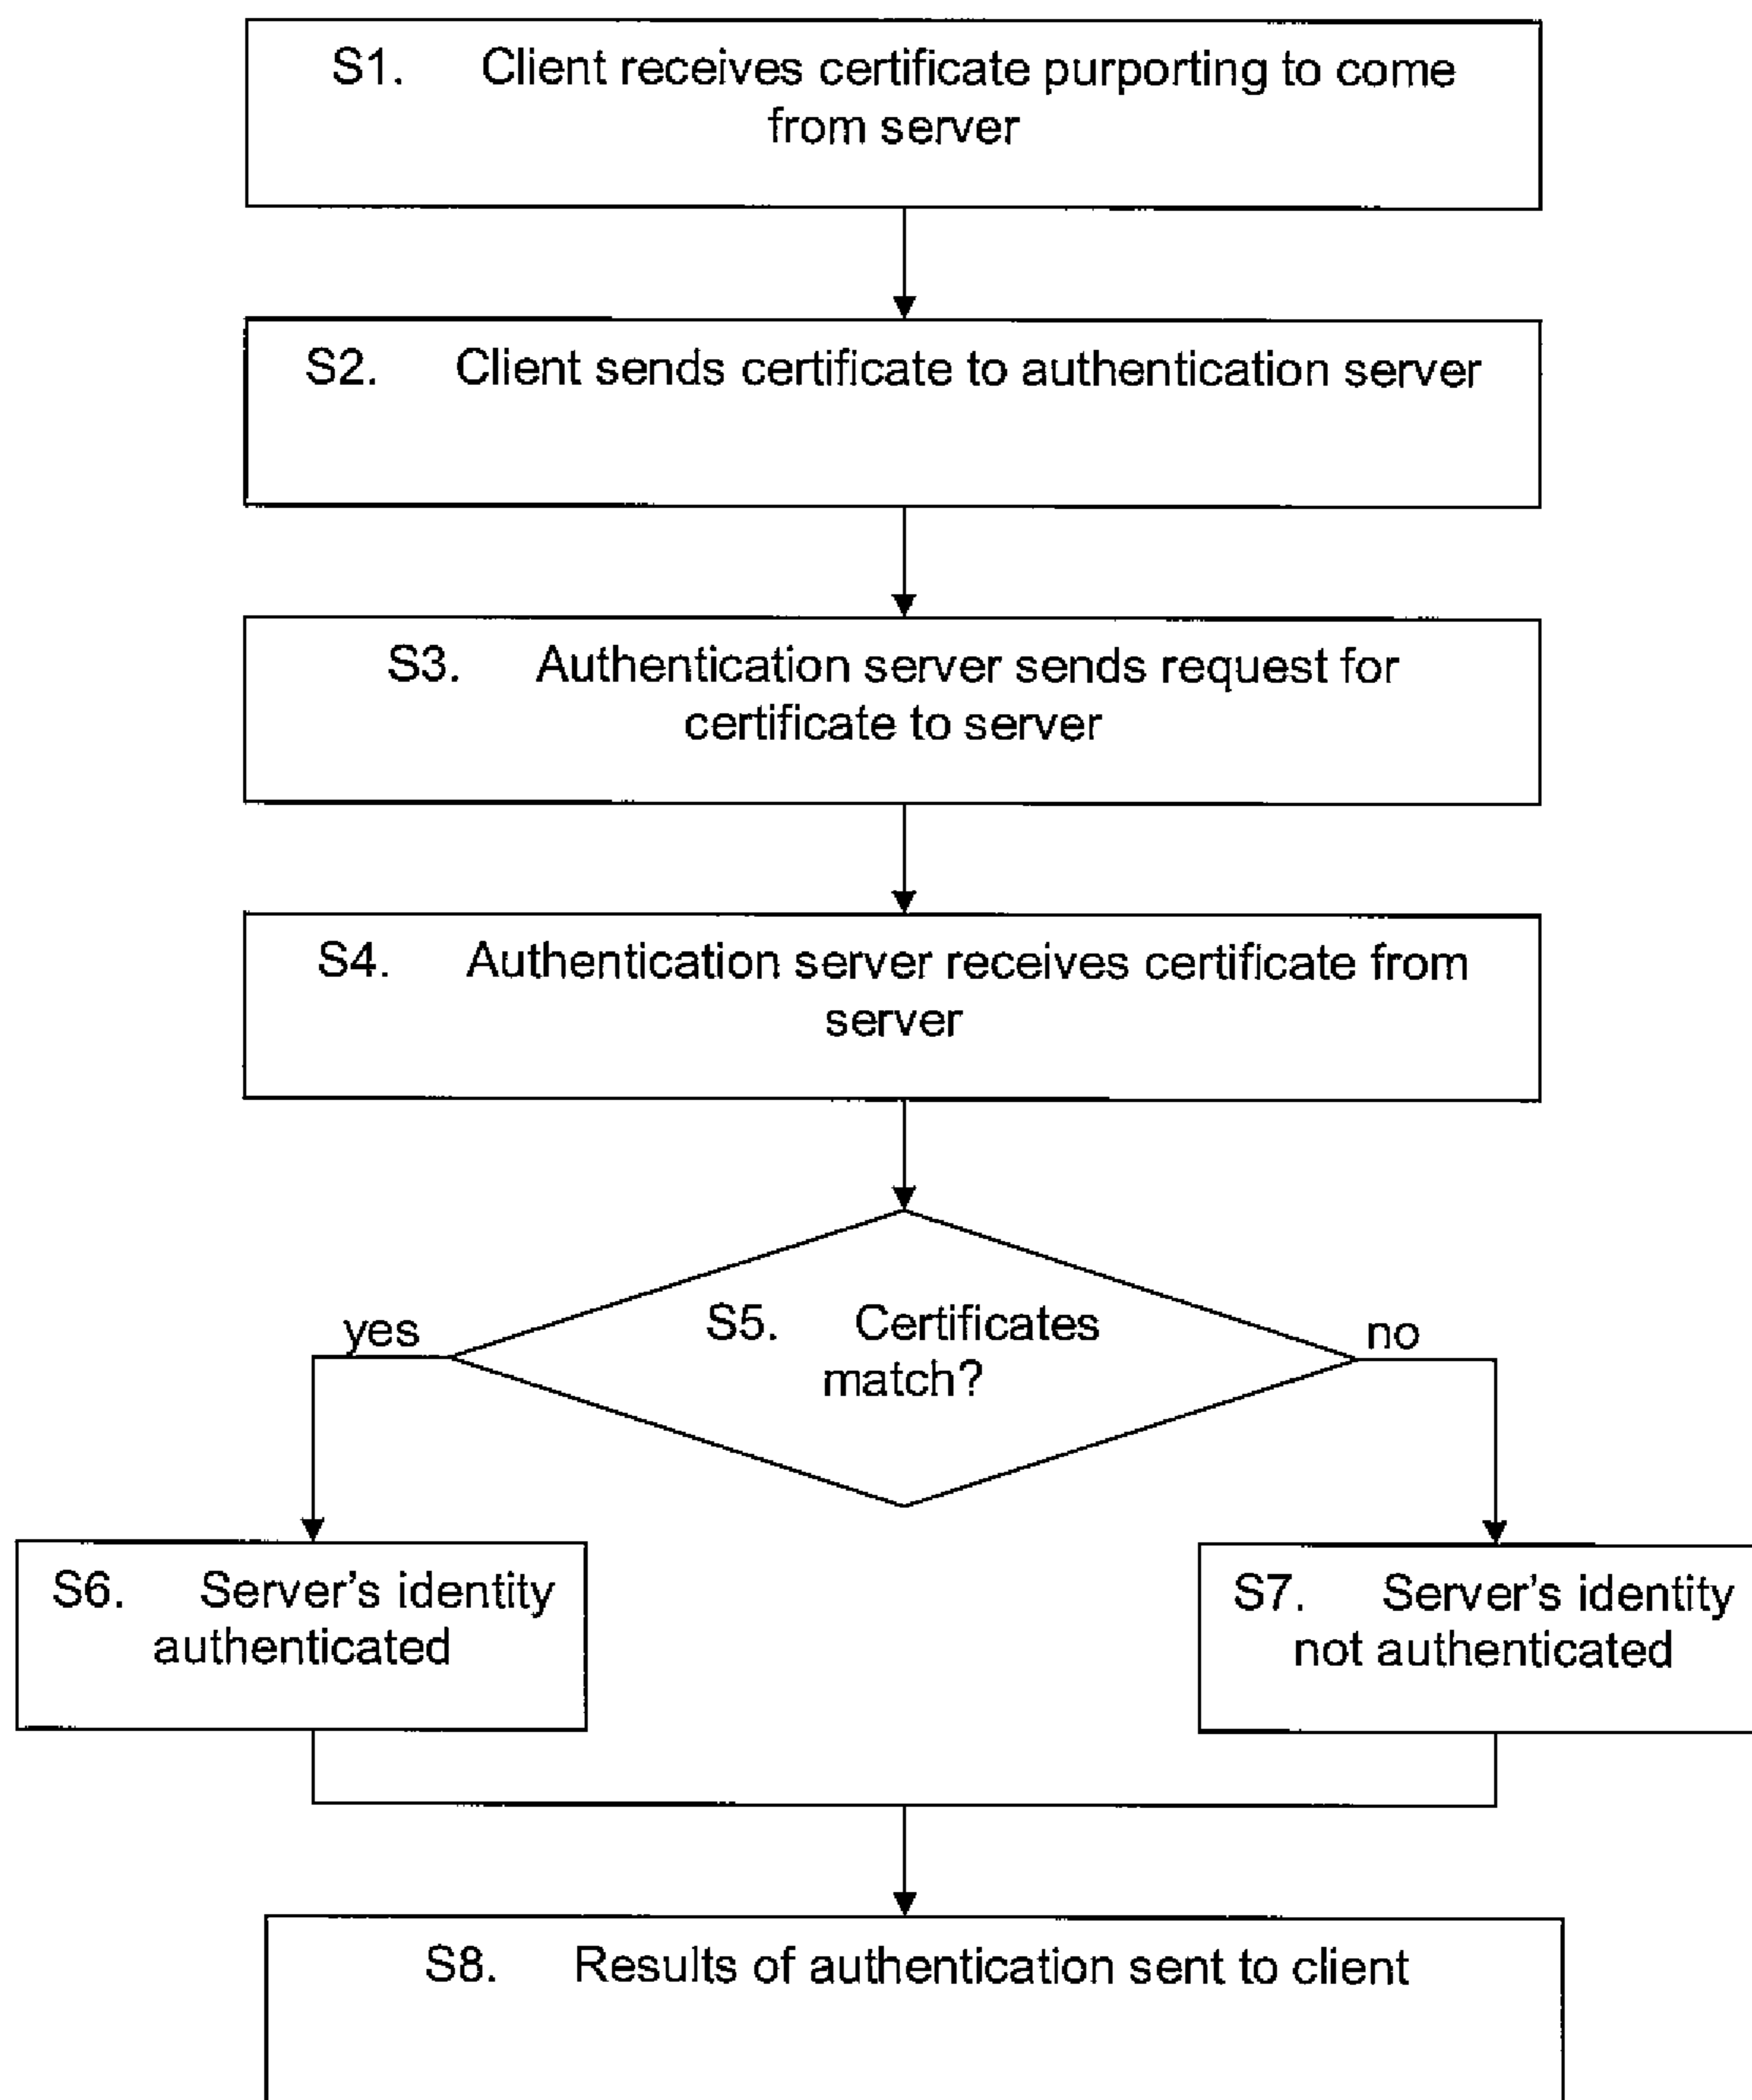 S1. Client receives certificate purporting to come
from server
S2. Client sends certificate to authentication server
S3. Authentication server sends request for
certificate to server
S4. Authentication server receives certificate from
server
S5. Certificates
match?
yes
no
S6. Server's identity
authenticated
S7. Server's identity
not authenticated
S8. Results of authentication sent to client